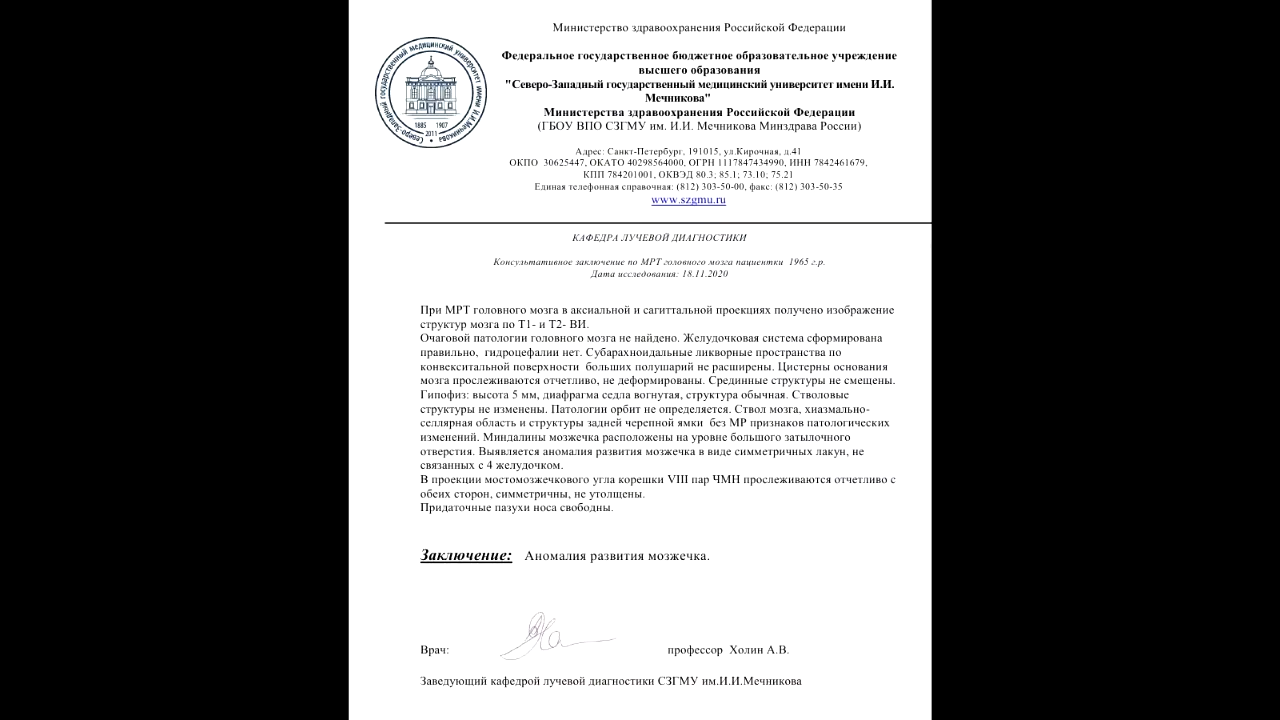 Министерство здравоохранения Российской Федерации
Федеральное государственное бюджетное образовательное учреждение
высшего образования
"Северо-Западный государственный медицинский университет имени И.И.
Мечникова"
Министерства здравоохранения Российской Федерации
(ГБОУ ВПО СЗГМУ им. И.И. Мечникова Минздрава России)
Северо-Западный государственный медицинский университет имени И.И.Мечникова
1885 1907
2011
Адрес: Санкт-Петербург, 191015, ул.Кирочная, д.41
ОКПО 30625447, ОКАТО 40298564000, ОГРН 1117847434990, ИНН 7842461679,
КПП 784201001, ОКВЭД 80.3; 85.1; 73.10; 75.21
Единая телефонная справочная: (812) 303-50-00, факс: (812) 303-50-35
www.szgmu.ru
КАФЕДРА ЛУЧЕВОЙ ДИАГНОСТИКИ
Консультативное заключение по МРТ головного мозга пациентки 1965 г.р.
Дата исследования: 18.11.2020
При МРТ головного мозга в аксиальной и сагиттальной проекциях получено изображение
структур мозга по Т1- и Т2- ВИ.
Очаговой патологии головного мозга не найдено. Желудочковая система сформирована
правильно, гидроцефалии нет. Субарахноидальные ликворные пространства по
конвекситальной поверхности больших полушарий не расширены. Цистерны основания
мозга прослеживаются отчетливо, не деформированы. Срединные структуры не смещены.
Гипофиз: высота 5 мм, диафрагма седла вогнутая, структура обычная. Стволовые
структуры не изменены. Патологии орбит не определяется. Ствол мозга, хиазмально-
селлярная область и структуры задней черепной ямки без МР признаков патологических
изменений. Миндалины мозжечка расположены на уровне большого затылочного
отверстия. Выявляется аномалия развития мозжечка в виде симметричных лакун, не
связанных с 4 желудочком.
В проекции мостомозжечкового угла корешки VIII пар ЧМН прослеживаются отчетливо с
обеих сторон, симметричны, не утолщены.
Придаточные пазухи носа свободны.
Заключение: Аномалия развития мозжечка.
Врач: профессор Холин А.В.
Заведующий кафедрой лучевой диагностики СЗГМУ им.И.И.Мечникова